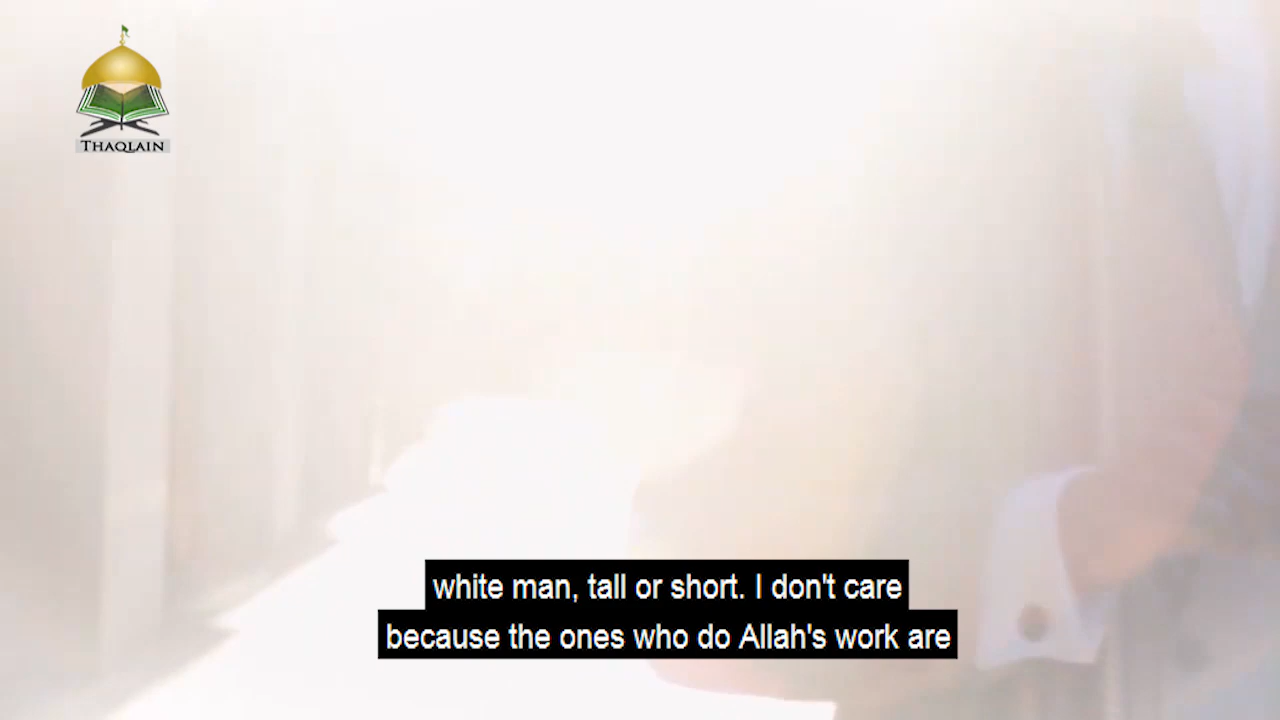 THAQLAIN
white man, tall or short. I don't care
because the ones who do Allah's work are